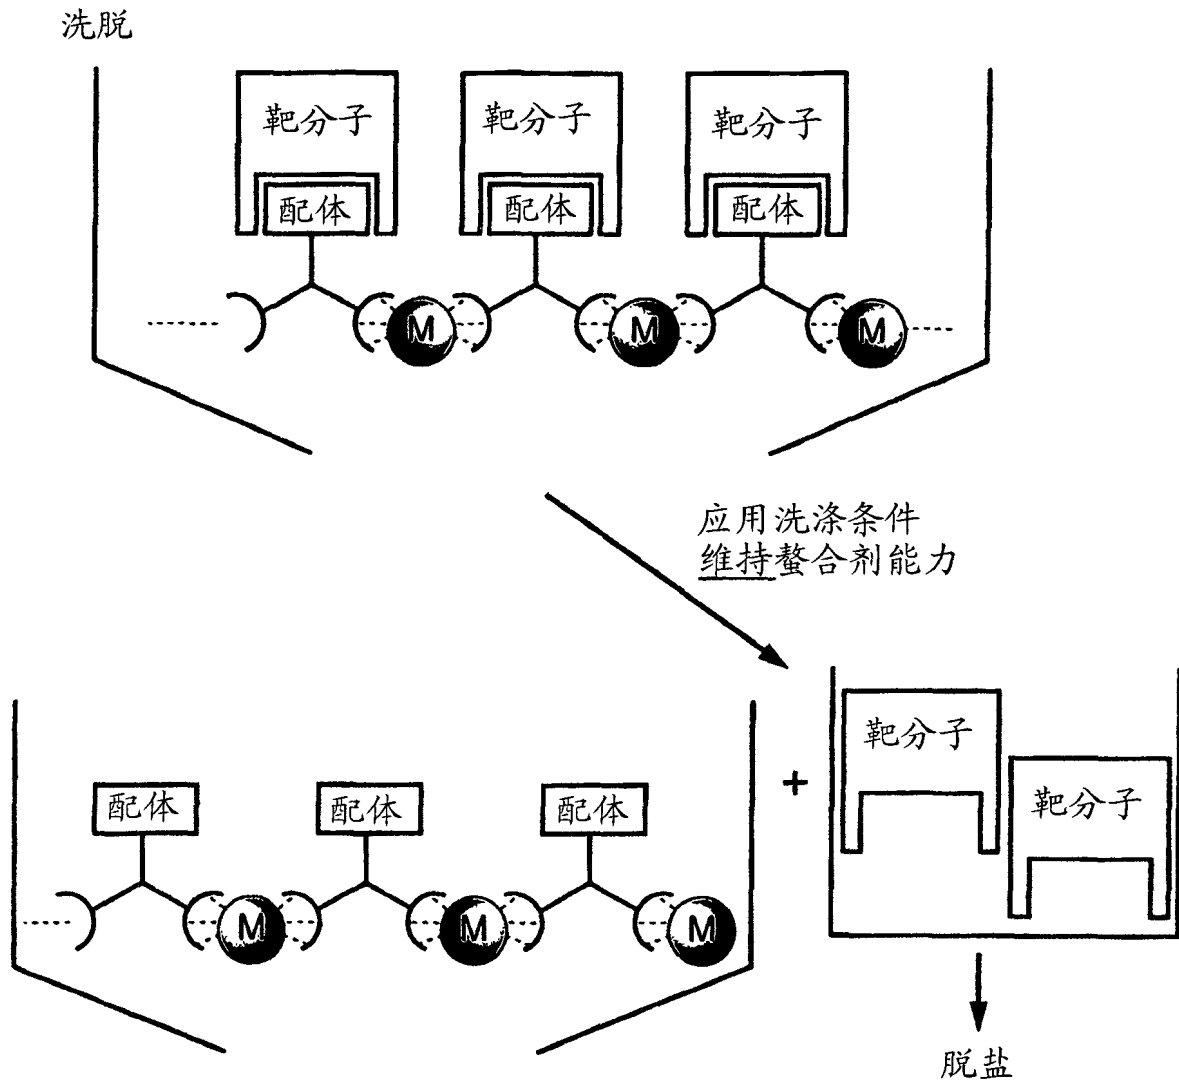 洗脱
靶分子 靶分子 靶分子
配体 配体 配体
M M M
应用洗涤条件
维持螯合剂能力
靶分子
+
配体 配体 配体
靶分子
M M M
脱盐